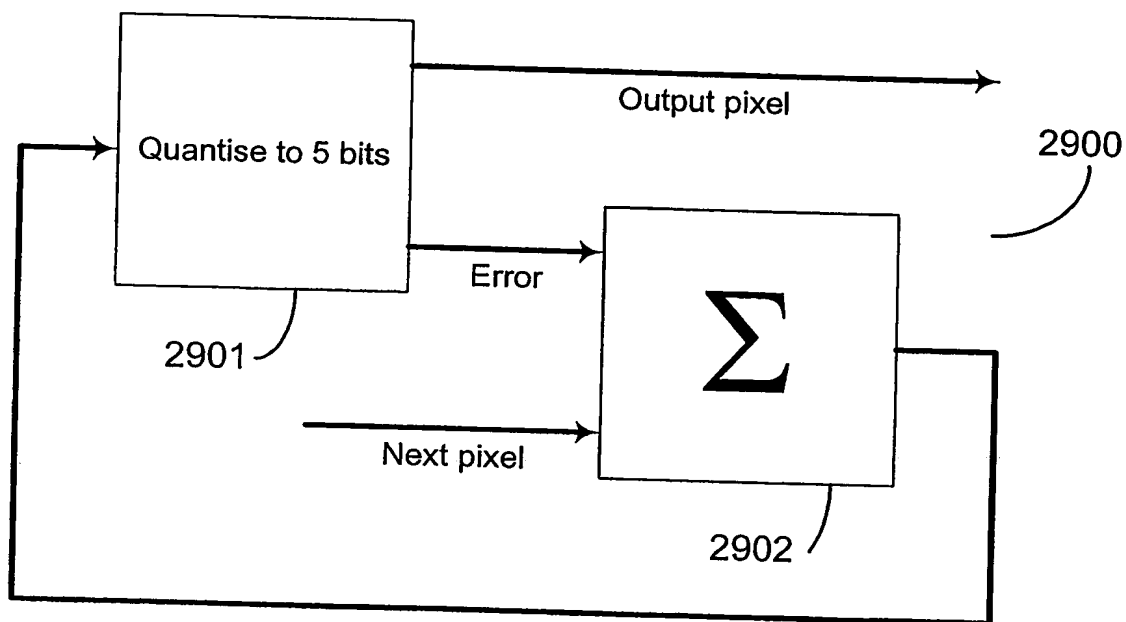 Output pixel
2900
Quantise to 5 bits
Error
Σ
2901
Next pixel
2902